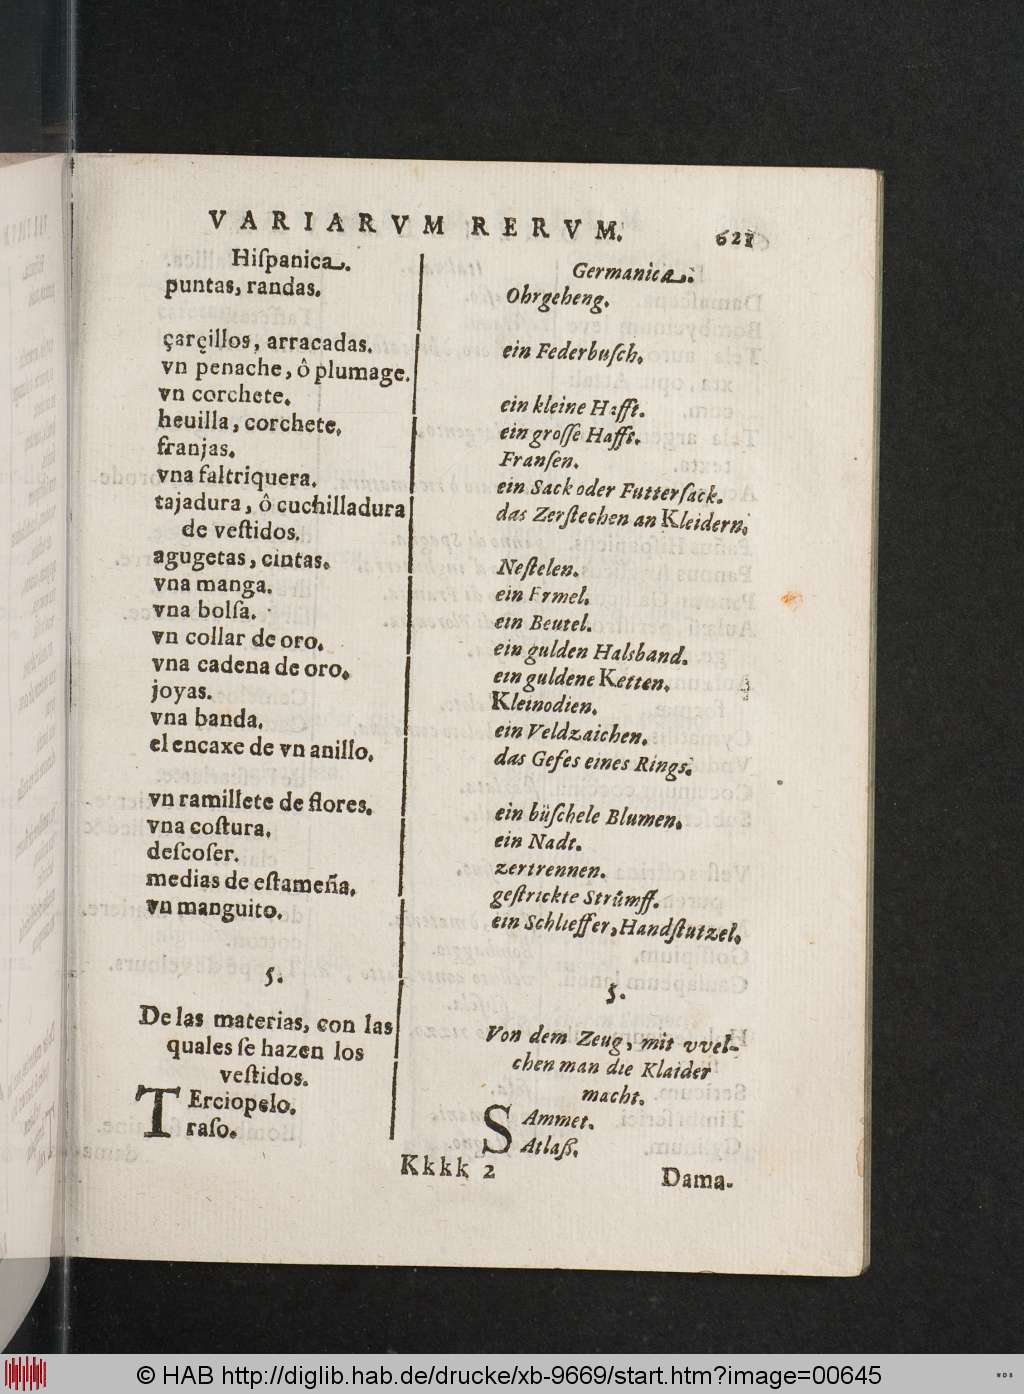 VARIARVM RERVM. 621
Hiſpanica.
puntas, randas.
çarçillos, arracadas.
vn penache, ô plumage.
vn corchete.
heuilla, corchete.
franjas.
vna faltriquera.
tajadura, ô cuchilladura
de veſtidos.
agugetas, cintas.
vna manga.
vna bolſa.
vn collar de oro.
vna cadena de oro.
joyas.
vna banda.
el encaxe de vn anillo.
vn ramillete de flores.
vna coſtura.
deſcoſer.
medias de eſtameña.
vn manguito.
5.
De las materias, con las
quales ſe hazen los
veſtidos.
TErciopelo.
raſo.
Germanica.
Ohrgeheng.
ein Federbuſch.
ein kleine Hafft.
ein groſſe Hafft.
Franſen.
ein Sack oder Futterſack.
das Zerſtechen an Kleidern.
Neſtelen.
ein Ermel.
ein Beutel.
ein gulden Halsband.
ein guldene Ketten.
Kleinodien.
ein Veldzaichen.
das Geſes eines Rings.
ein büſchele Blumen.
ein Nadt.
zertrennen.
geſtrickte Strümff.
ein Schlieffer, Handſtutzel.
5.
Von dem Zeug, mit vvel-
chen man die Klaider
macht.
SAmmet.
Atlaß.
Kkkk 2 Dama-
© HAB http://diglib.hab.de/drucke/xb-9669/start.htm?image=00645